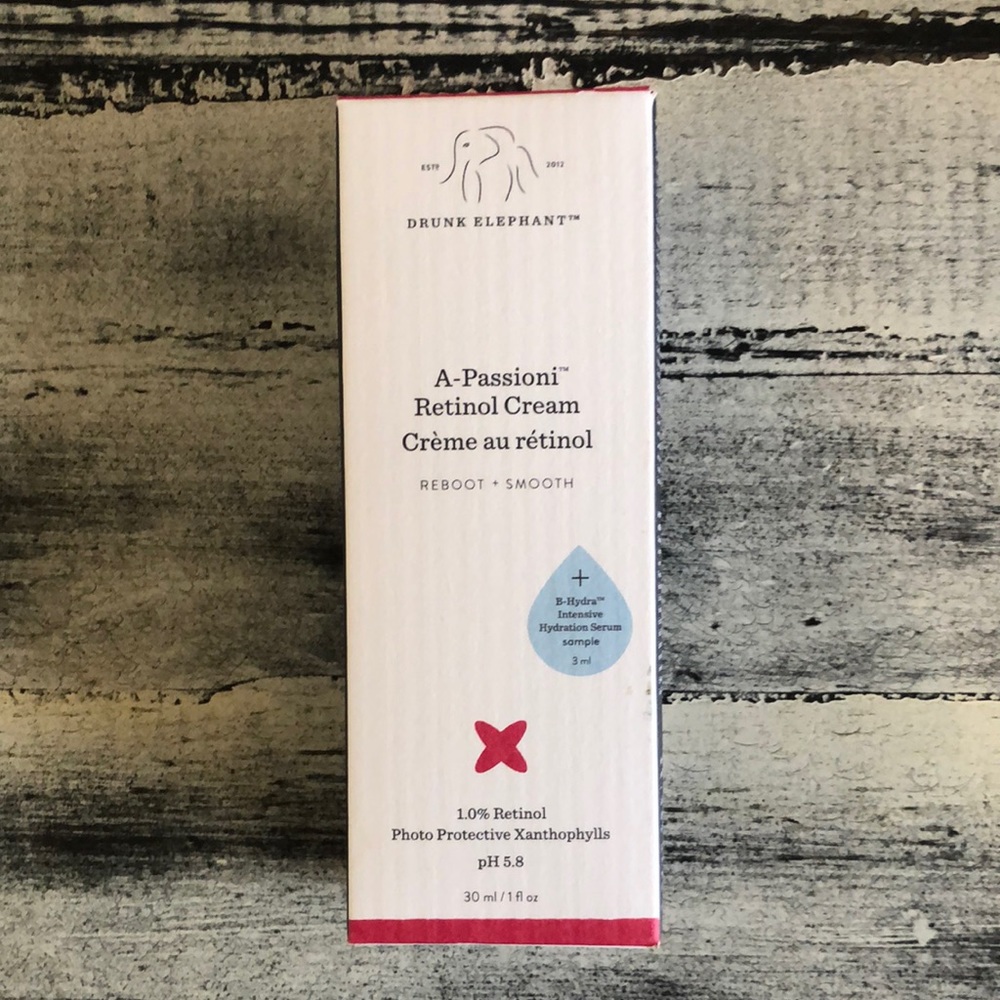 ESTD 2012
DRUNK ELEPHANT™
A-Passioni™
Retinol Cream
Crème au rétinol
REBOOT + SMOOTH
+
B-Hydra™
Intensive
Hydration Serum
sample
3 ml
1.0% Retinol
Photo Protective Xanthophylls
pH 5.8
30 ml / 1 fl oz